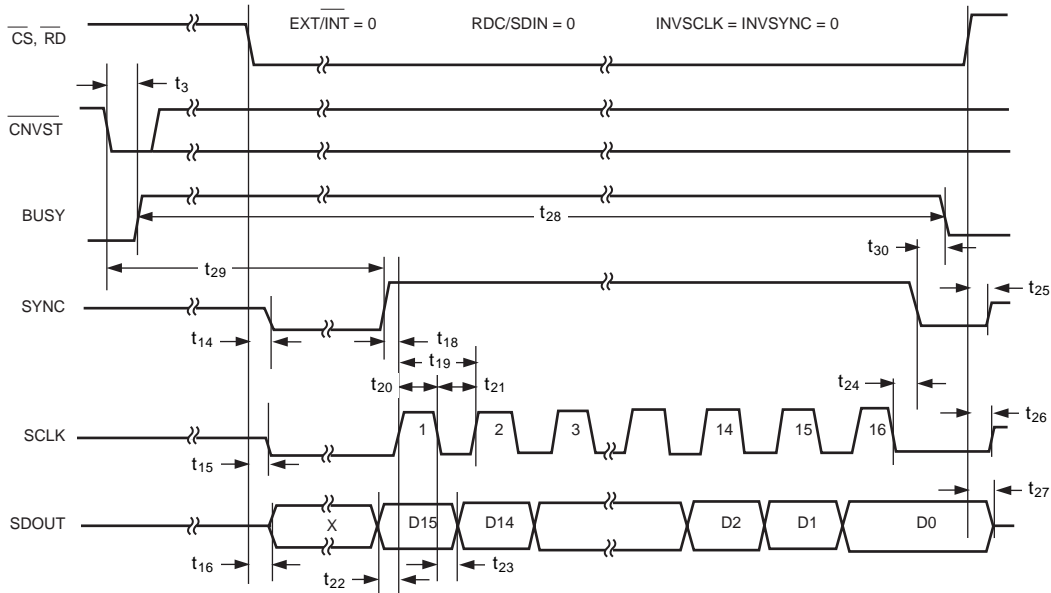 EXT/INT = 0 RDC/SDIN = 0 INVSCLK = INVSYNC = 0
CS, RD
t3
CNVST
BUSY
t28
t30
t29
SYNC
t25
t14
t18
t19
t20
t21
t24
SCLK
1 2 3 14 15 16
t26
t15
t27
SDOUT
X D15 D14 D2 D1 D0
t16
t22
t23